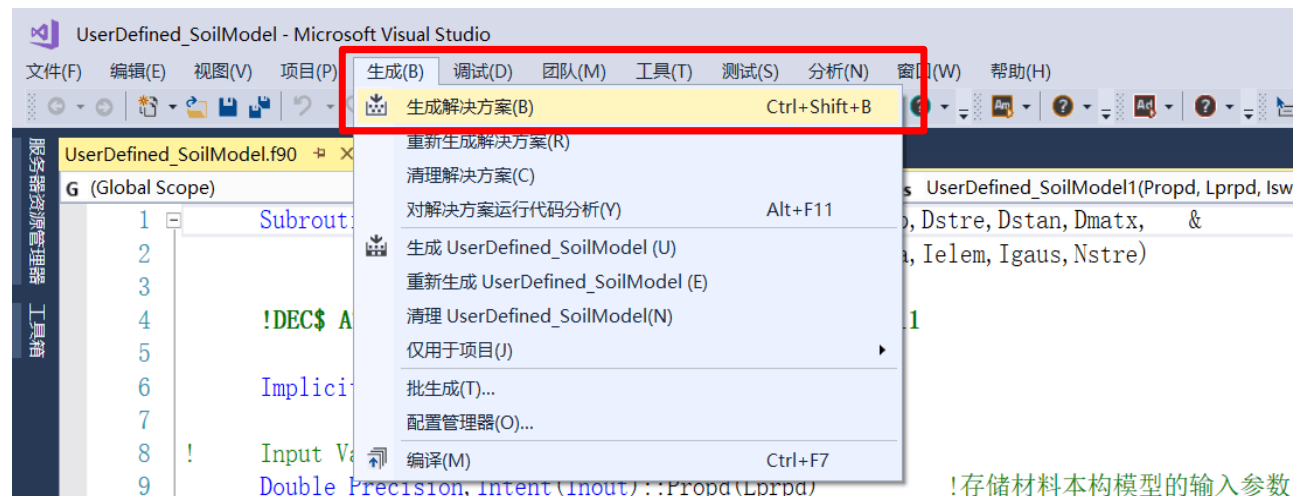 UserDefined_SoilModel - Microsoft Visual Studio
文件(F) 编辑(E) 视图(V) 项目(P) 生成(B) 调试(D) 团队(M) 工具(T) 测试(S) 分析(N) 窗口(W) 帮助(H)
生成解决方案(B) Ctrl+Shift+B
重新生成解决方案(R)
清理解决方案(C)
对解决方案运行代码分析(Y) Alt+F11
生成 UserDefined_SoilModel (U)
重新生成 UserDefined_SoilModel (E)
清理 UserDefined_SoilModel(N)
仅用于项目(J)
批生成(T)...
配置管理器(O)...
编译(M) Ctrl+F7
服务器资源管理器
工具箱
UserDefined_SoilModel.f90
G (Global Scope)
UserDefined_SoilModel1(Propd, Lprpd, Isw
1 Subrout , Dstre, Dstan, Dmatx, &
2 , Ielem, Igaus, Nstre)
3
4 !DEC$ A
5
6 Implici
7
8 ! Input Va
9 Double Precision, Intent(Inout)::Propd(Lprpd) !存储材料本构模型的输入参数